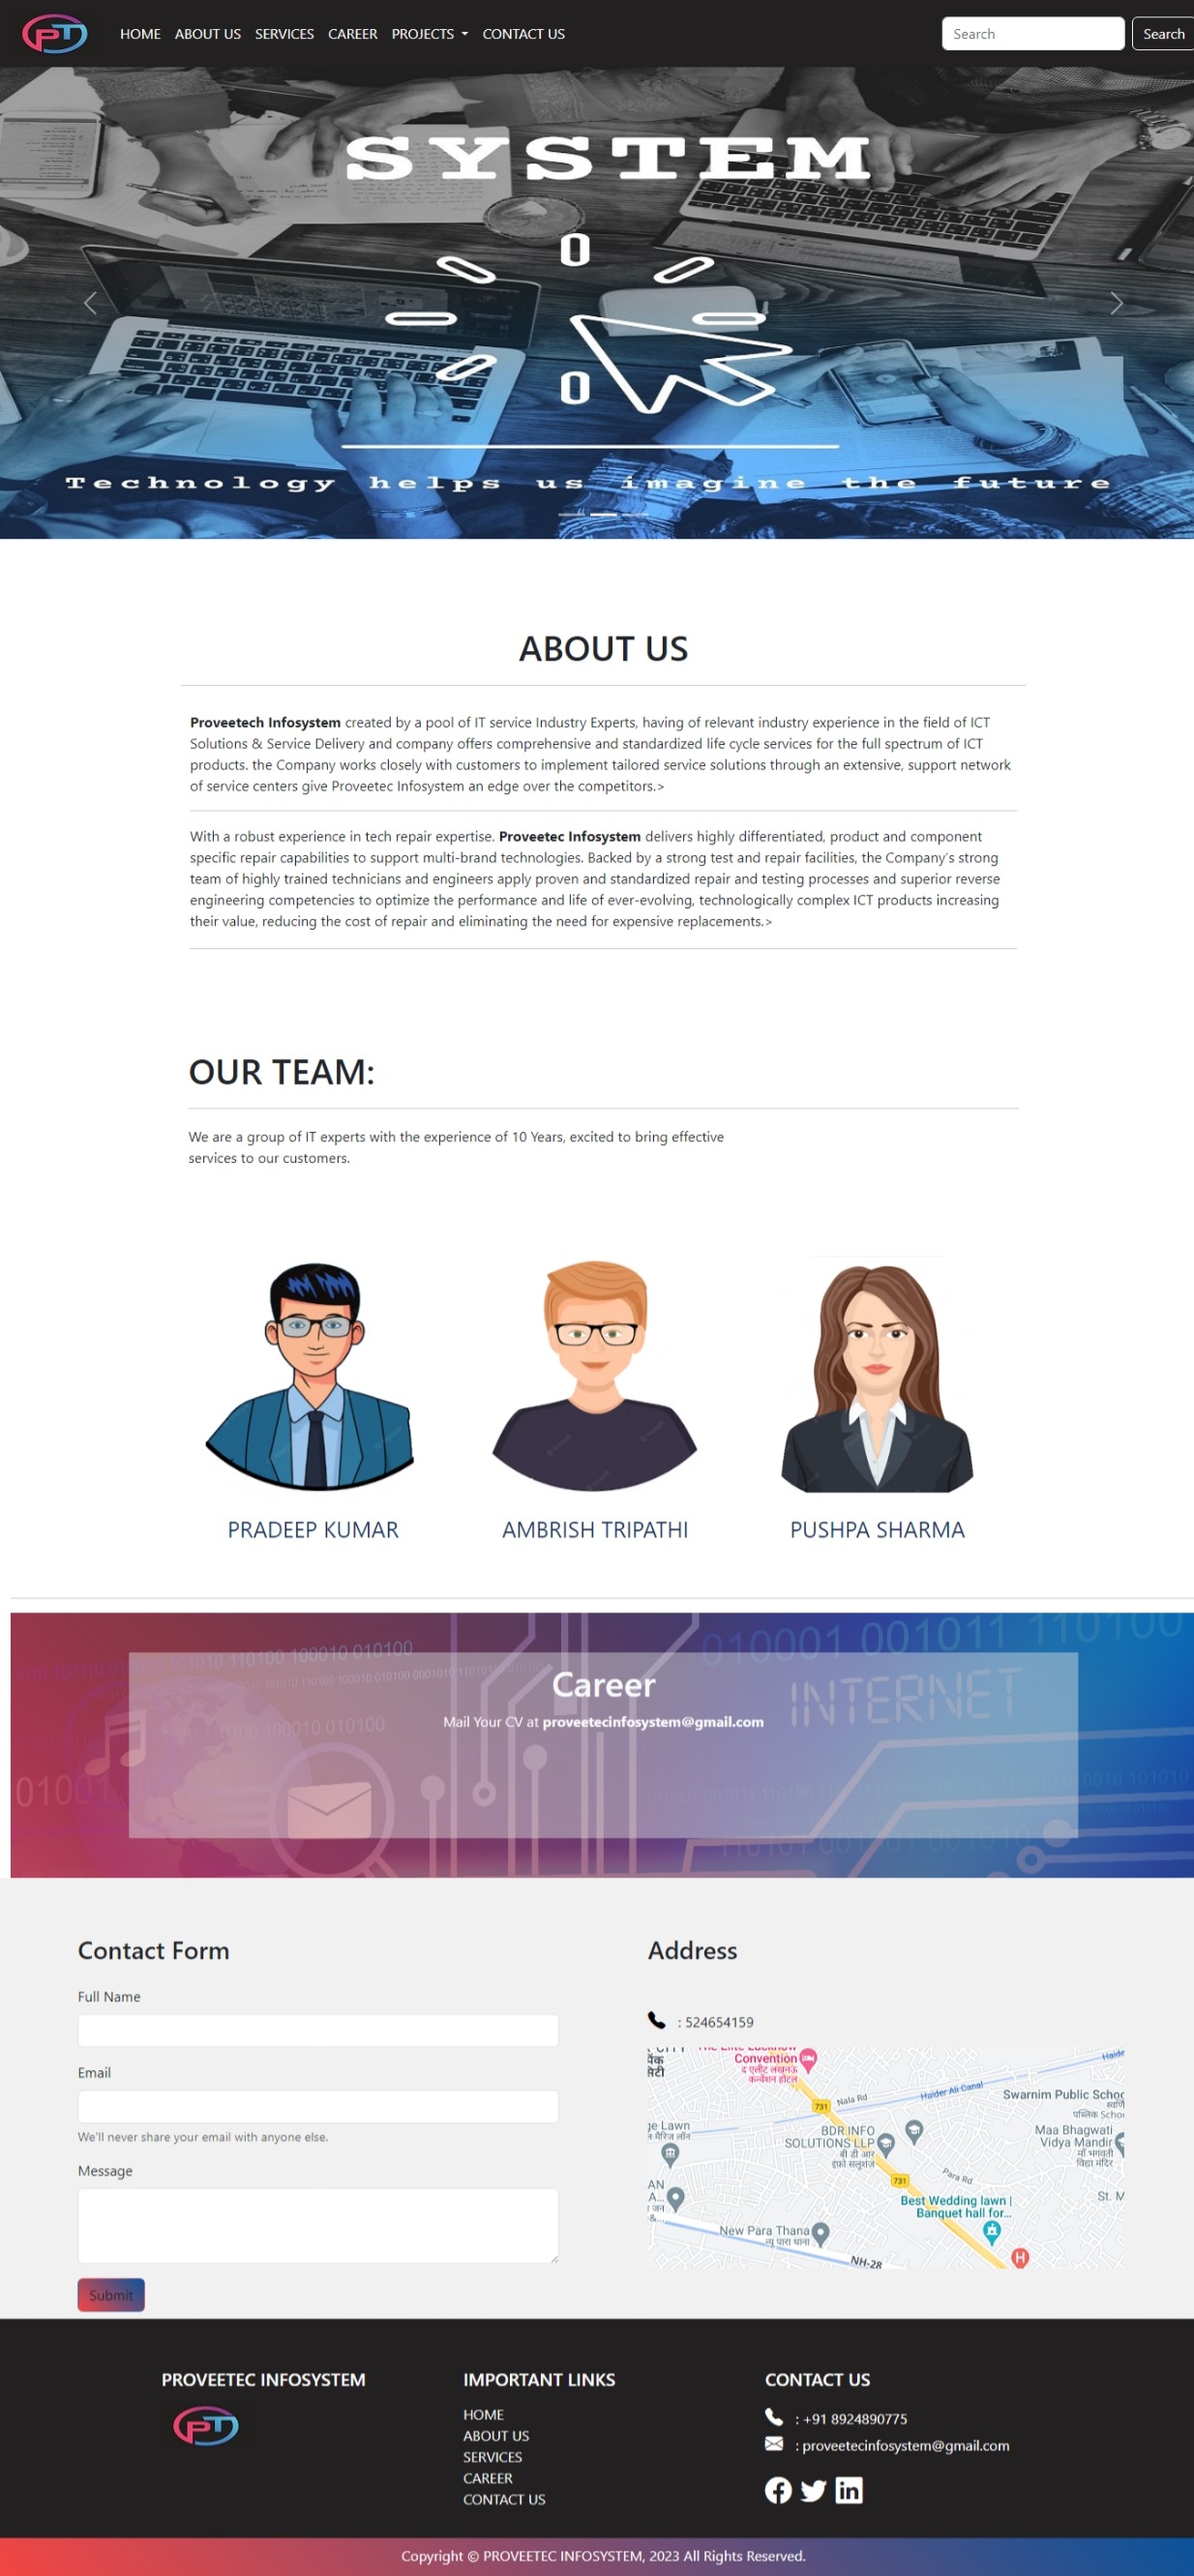 PT
HOME ABOUT US SERVICES CAREER PROJECTS CONTACT US
Search
Search
SYSTEM
Technology helps us imagine the future
ABOUT US
Proveetech Infosystem created by a pool of IT service Industry Experts, having of relevant industry experience in the field of ICT
Solutions & Service Delivery and company offers comprehensive and standardized life cycle services for the full spectrum of ICT
products. the Company works closely with customers to implement tailored service solutions through an extensive, support network
of service centers give Proveetec Infosystem an edge over the competitors.>
With a robust experience in tech repair expertise. Proveetec Infosystem delivers highly differentiated, product and component
specific repair capabilities to support multi-brand technologies. Backed by a strong test and repair facilities, the Company's strong
team of highly trained technicians and engineers apply proven and standardized repair and testing processes and superior reverse
engineering competencies to optimize the performance and life of ever-evolving, technologically complex ICT products increasing
their value, reducing the cost of repair and eliminating the need for expensive replacements.>
OUR TEAM:
We are a group of IT experts with the experience of 10 Years, excited to bring effective
services to our customers.
PRADEEP KUMAR
AMBRISH TRIPATHI
PUSHPA SHARMA
110100 100010 010100
010001 001011 110100
INTERNET
Career
Mail Your CV at proveetecinfosystem@gmail.com
100010 010100
Contact Form
Full Name
Email
We'll never share your email with anyone else.
Message
Submit
Address
: 524654159
Convention
Haider Ali Canal
Nala Rd
731
Swarnim Public School
BDR INFO
SOLUTIONS LLP
बी डी आर
इंफ़ो सलूशंज़
Maa Bhagwati
Vidya Mandir
माँ भगवती
विद्या मंदिर
731
Para Rd
Best Wedding lawn |
Banquet hall for...
St. M
New Para Thana
न्यू पारा थाना
NH-28
H
PROVEETEC INFOSYSTEM
PT
IMPORTANT LINKS
HOME
ABOUT US
SERVICES
CAREER
CONTACT US
CONTACT US
: +91 8924890775
: proveetecinfosystem@gmail.com
Copyright © PROVEETEC INFOSYSTEM, 2023 All Rights Reserved.